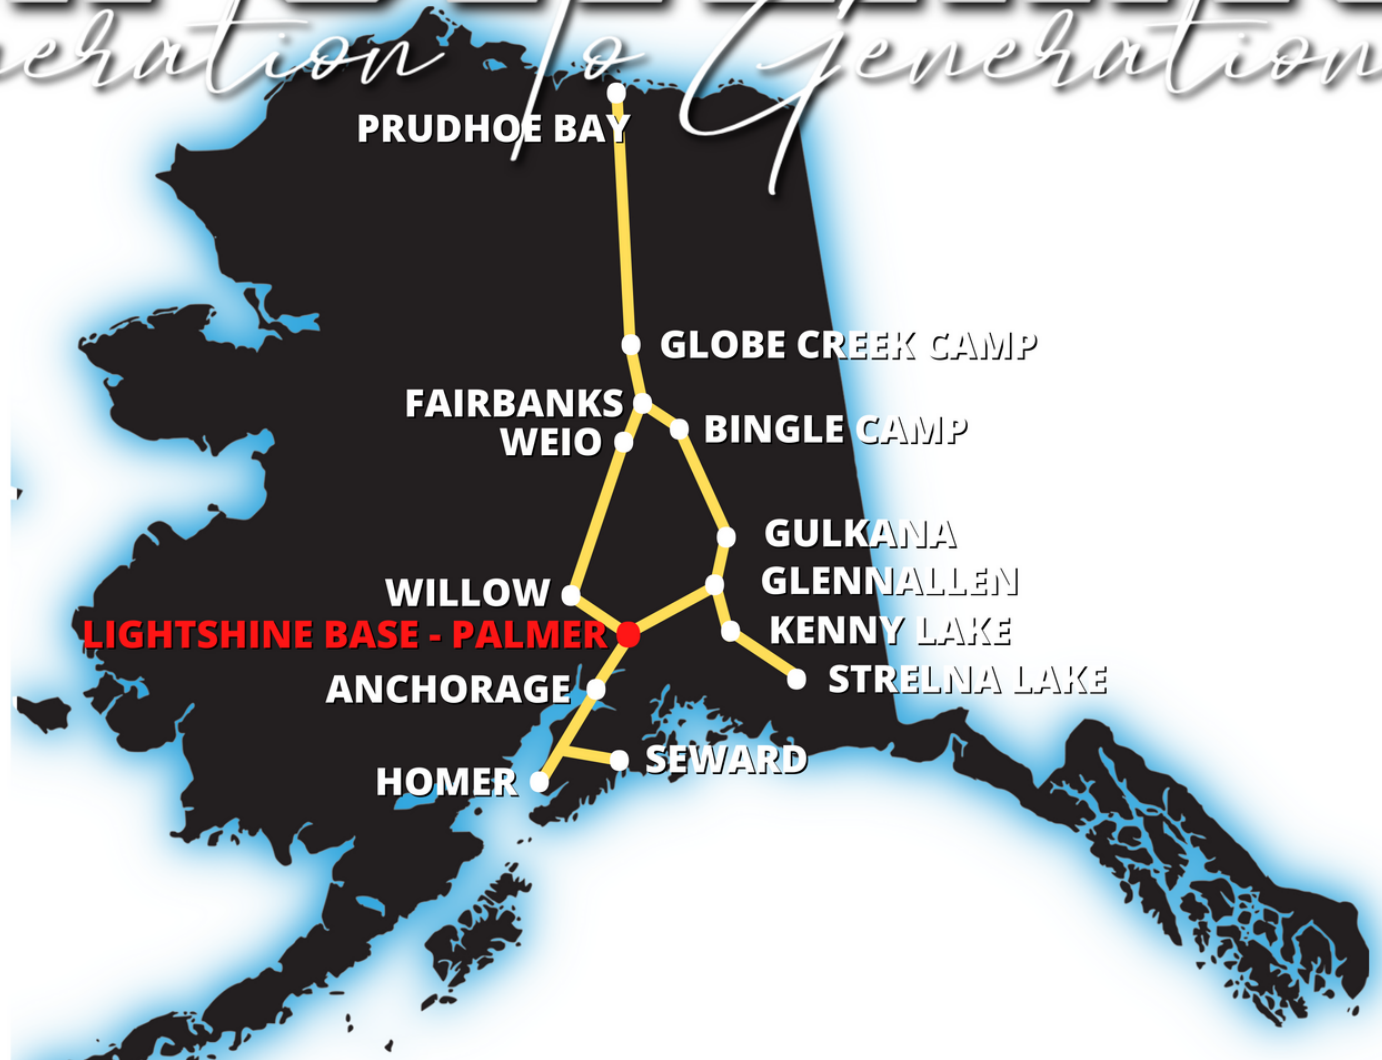 To Generation
PRUDHOE BAY
GLOBE CREEK CAMP
FAIRBANKS
WEIO
BINGLE CAMP
GULKANA
GLENNALLEN
WILLOW
KENNY LAKE
LIGHTSHINE BASE - PALMER
STRELNA LAKE
ANCHORAGE
SEWARD
HOMER